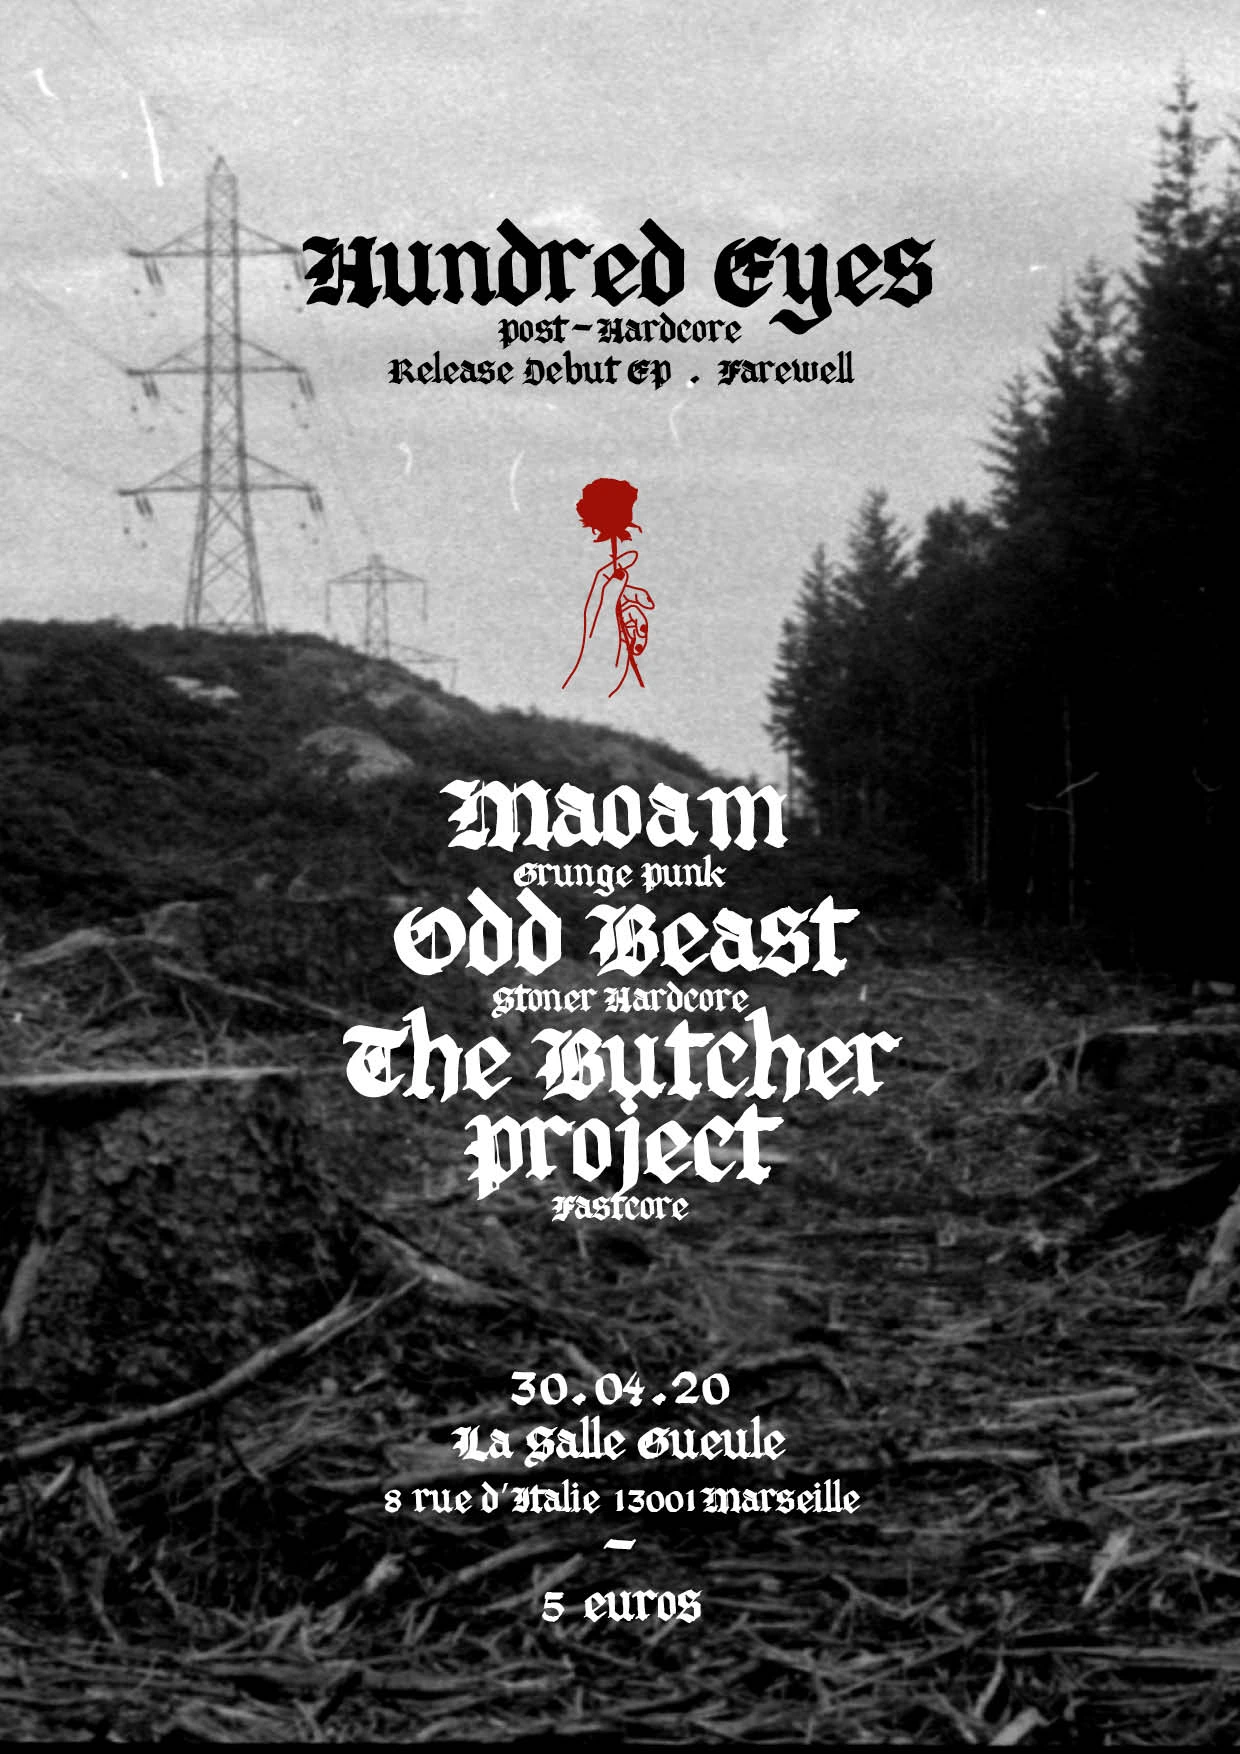 Hundred Eyes
Post-Hardcore
Release Debut EP . Farewell
Maoam
Grunge Punk
Odd Beast
Stoner Hardcore
The Butcher
Project
Fastcore
30.04.20
La Salle Gueule
8 rue d'Italie 13001 Marseille
–
5 euros